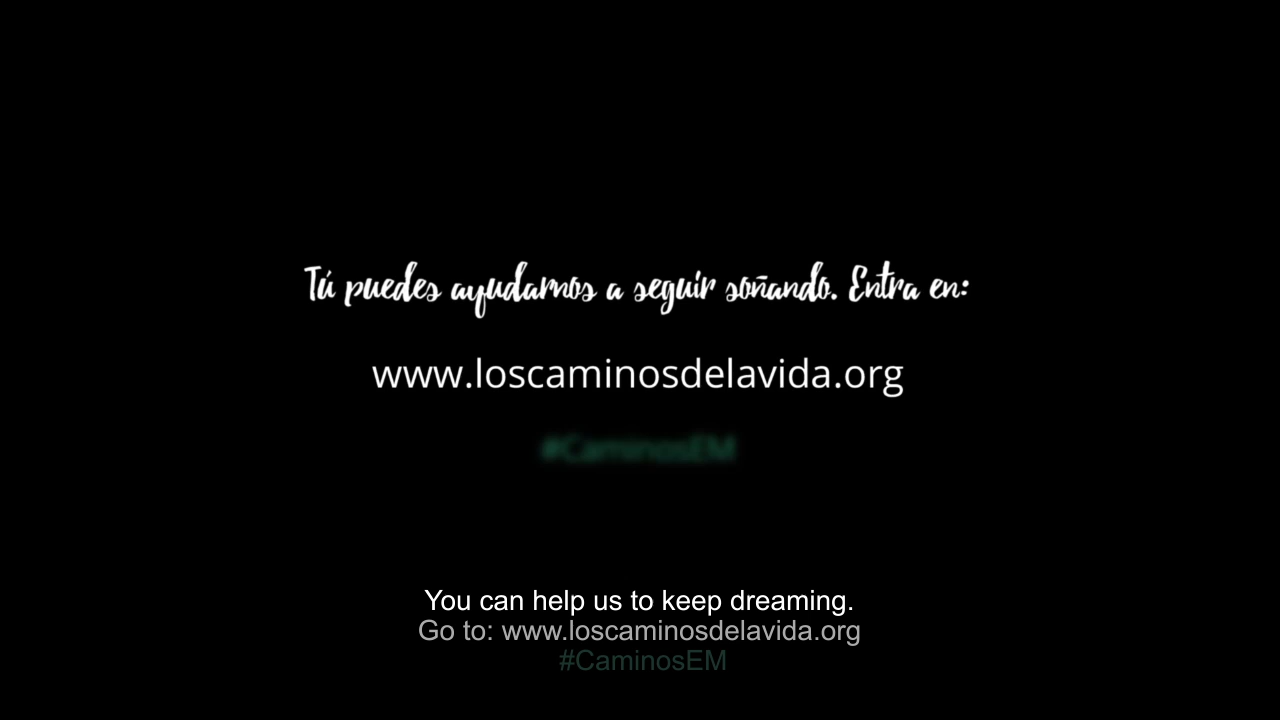 Tú puedes ayudarnos a seguir soñando. Entra en:
www.loscaminosdelavida.org
#CaminosEM
You can help us to keep dreaming.
Go to: www.loscaminosdelavida.org
#CaminosEM